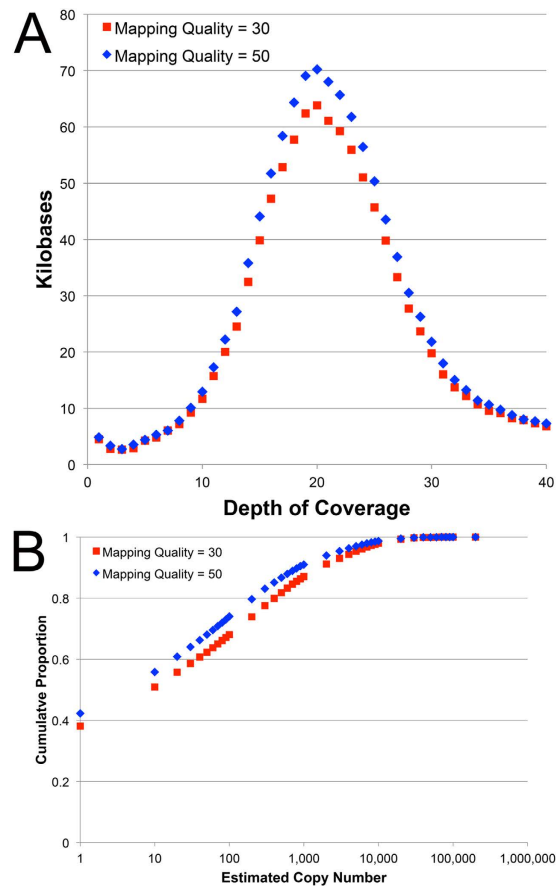 A
Mapping Quality = 30
Mapping Quality = 50
80
70
60
50
40
30
20
10
0
Kilobases
0 10 20 30 40
Depth of Coverage
B
Mapping Quality = 30
Mapping Quality = 50
1
0.8
0.6
0.4
0.2
0
Cumulatve Proportion
1 10 100 1,000 10,000 100,000 1,000,000
Estimated Copy Number